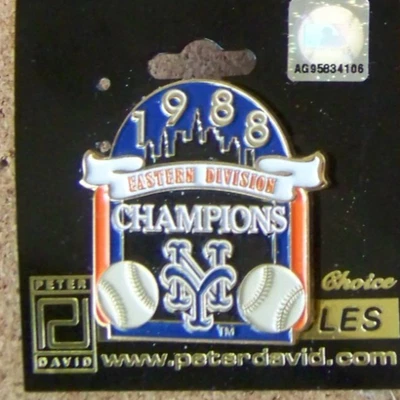 AG95834106
1988
EASTERN DIVISION
CHAMPIONS
NY
TM
PETER
DAVID
Choice
LES
www.peterdavid.com